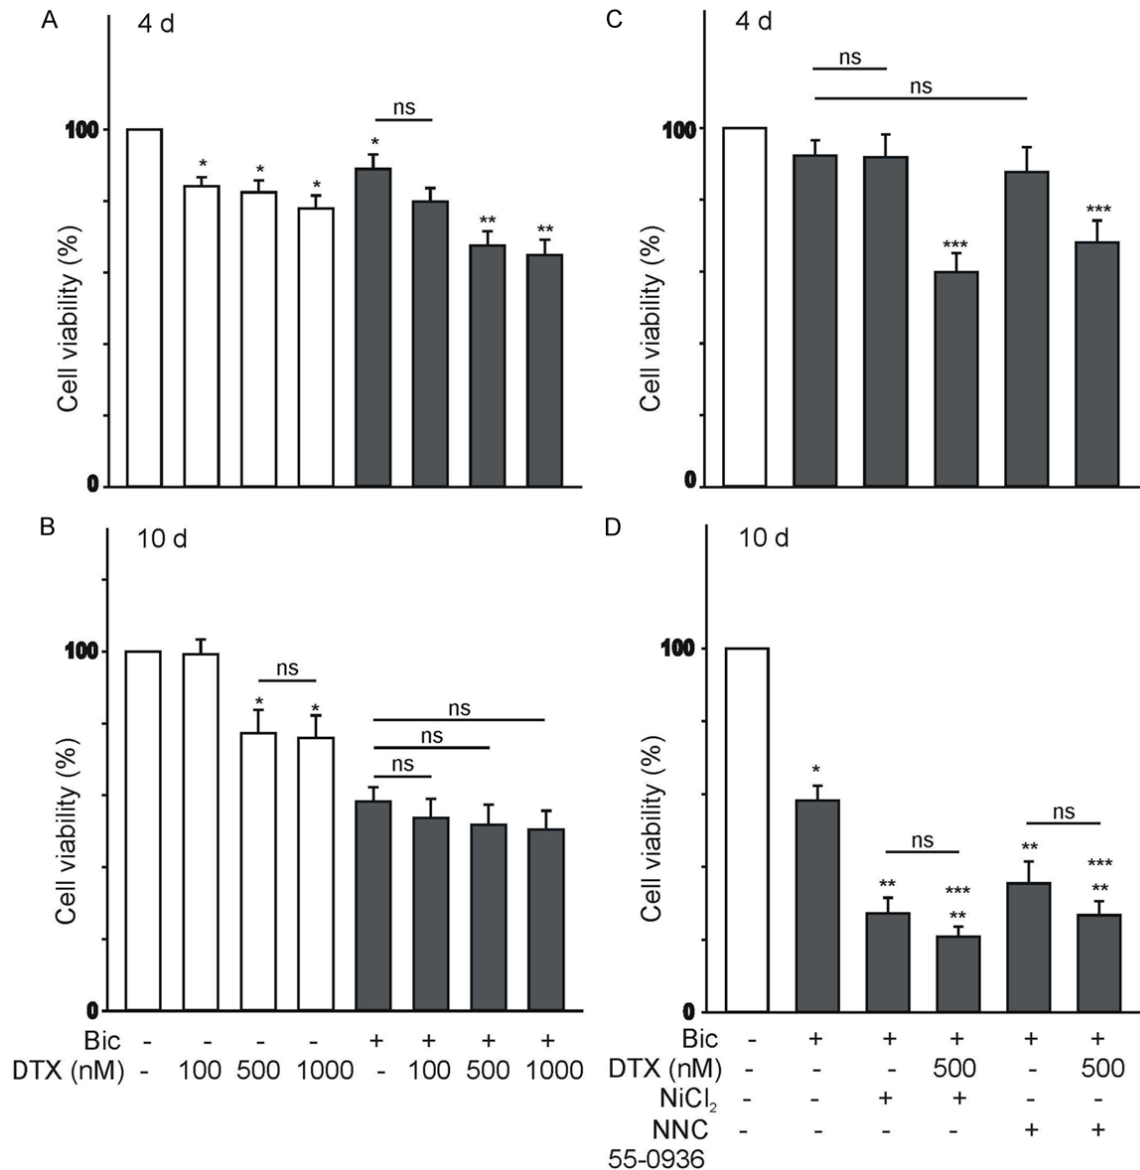 A
4 d
100
Cell viability (%)
0
ns
*
*
*
*
**
**
B
10 d
100
Cell viability (%)
0
ns
*
*
ns
ns
ns
Bic - - - - + + + +
DTX (nM) - 100 500 1000 - 100 500 1000
C
4 d
100
Cell viability (%)
0
ns
ns
***
***
D
10 d
100
Cell viability (%)
0
*
ns
**
***
**
ns
**
***
**
Bic - + + + + +
DTX (nM) - - - 500 - 500
NiCl₂ - - + + - -
NNC - - - - + +
55-0936